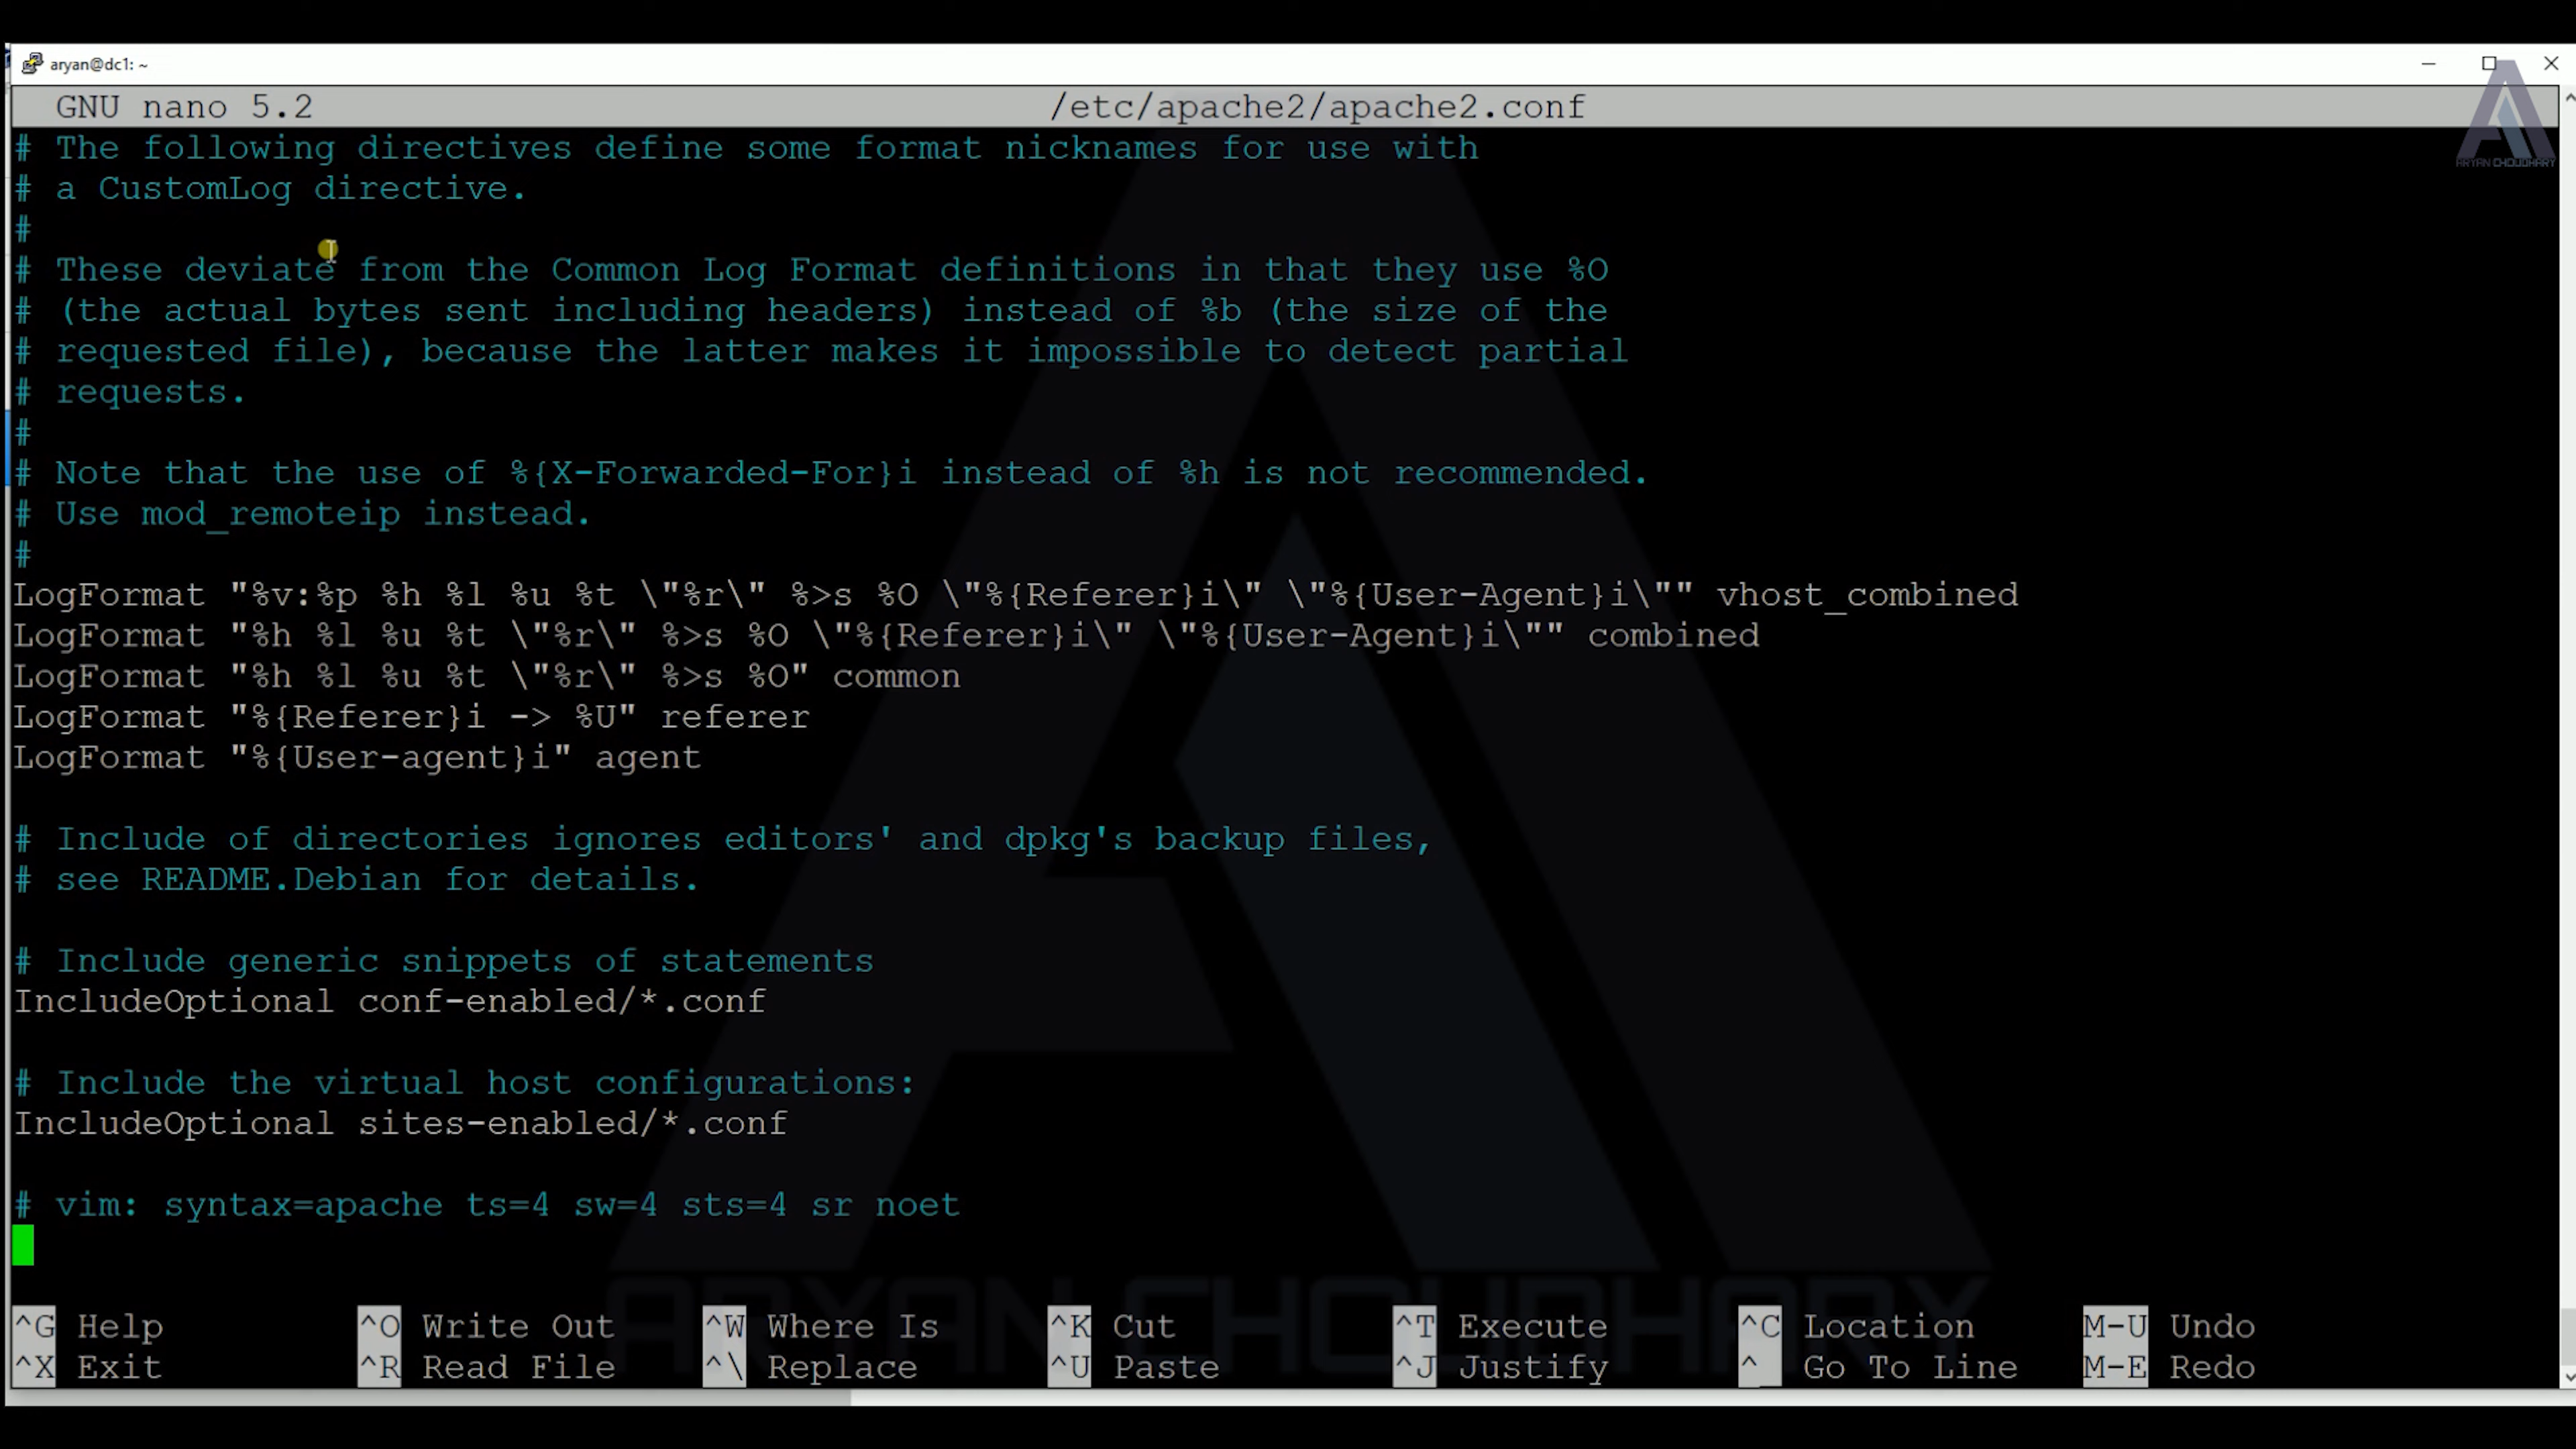 aryan@dc1: ~
GNU nano 5.2 /etc/apache2/apache2.conf
# The following directives define some format nicknames for use with
# a CustomLog directive.
#
# These deviate from the Common Log Format definitions in that they use %O
# (the actual bytes sent including headers) instead of %b (the size of the
# requested file), because the latter makes it impossible to detect partial
# requests.
#
# Note that the use of %{X-Forwarded-For}i instead of %h is not recommended.
# Use mod_remoteip instead.
#
LogFormat "%v:%p %h %l %u %t \"%r\" %>s %O \"%{Referer}i\" \"%{User-Agent}i\"" vhost_combined
LogFormat "%h %l %u %t \"%r\" %>s %O \"%{Referer}i\" \"%{User-Agent}i\"" combined
LogFormat "%h %l %u %t \"%r\" %>s %O" common
LogFormat "%{Referer}i -> %U" referer
LogFormat "%{User-agent}i" agent
# Include of directories ignores editors' and dpkg's backup files,
# see README.Debian for details.
# Include generic snippets of statements
IncludeOptional conf-enabled/*.conf
# Include the virtual host configurations:
IncludeOptional sites-enabled/*.conf
# vim: syntax=apache ts=4 sw=4 sts=4 sr noet
^G Help ^O Write Out ^W Where Is ^K Cut ^T Execute ^C Location M-U Undo
^X Exit ^R Read File ^\ Replace ^U Paste ^J Justify ^_ Go To Line M-E Redo
ARYAN CHOUDHARY
ARYAN CHOUDHARY